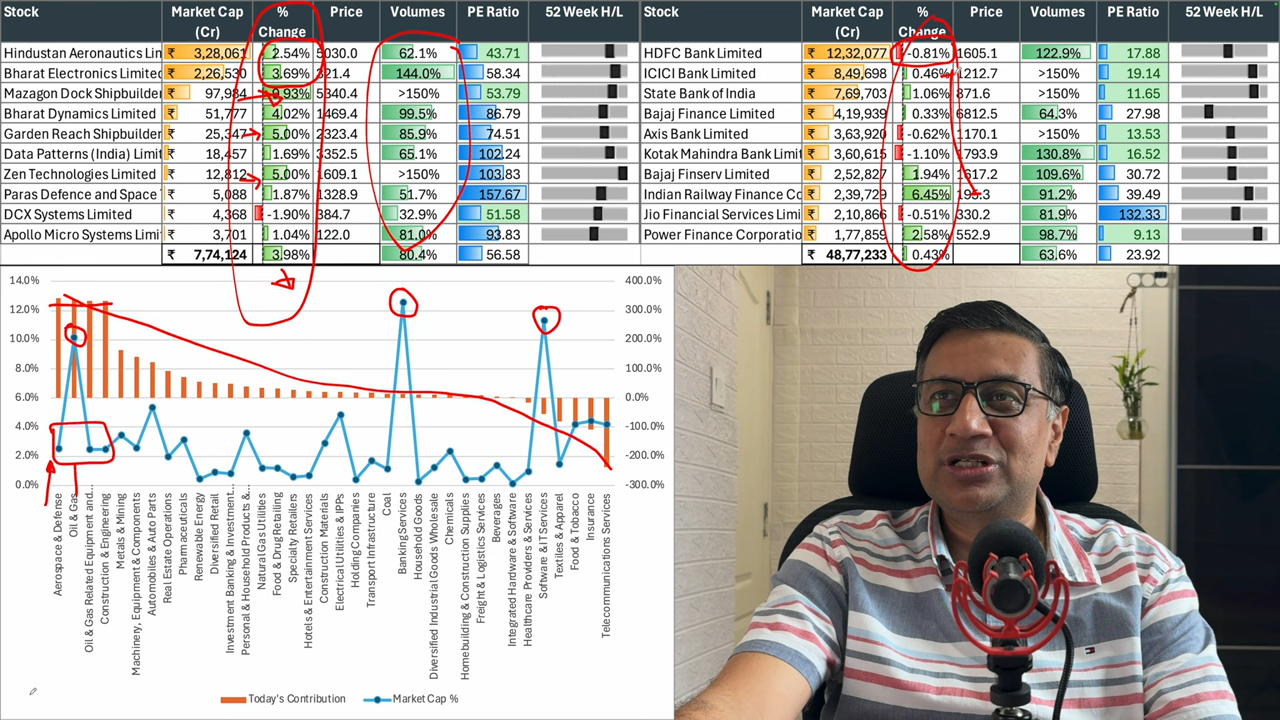 Stock Market Cap (Cr) % Change Price Volumes PE Ratio 52 Week H/L
Hindustan Aeronautics Lin ₹ 3,28,061 2.54% 5030.0 62.1% 43.71
Bharat Electronics Limited ₹ 2,26,530 3.69% 321.4 144.0% 58.34
Mazagon Dock Shipbuilder ₹ 97,984 9.93% 5340.4 >150% 53.79
Bharat Dynamics Limited ₹ 51,777 4.02% 1469.4 99.5% 86.79
Garden Reach Shipbuilder ₹ 25,347 5.00% 2323.4 85.9% 74.51
Data Patterns (India) Limit ₹ 18,457 1.69% 3352.5 65.1% 102.24
Zen Technologies Limited ₹ 12,812 5.00% 1609.1 >150% 103.83
Paras Defence and Space ₹ 5,088 1.87% 1328.9 51.7% 157.67
DCX Systems Limited ₹ 4,368 -1.90% 384.7 32.9% 51.58
Apollo Micro Systems Limi ₹ 3,701 1.04% 122.0 81.0% 93.83
₹ 7,74,124 3.98% 80.4% 56.58
Stock Market Cap (Cr) % Change Price Volumes PE Ratio 52 Week H/L
HDFC Bank Limited ₹ 12,32,077 -0.81% 1605.1 122.9% 17.88
ICICI Bank Limited ₹ 8,49,698 0.46% 1212.7 >150% 19.14
State Bank of India ₹ 7,69,703 1.06% 871.6 >150% 11.65
Bajaj Finance Limited ₹ 4,19,939 0.33% 6812.5 64.3% 27.98
Axis Bank Limited ₹ 3,63,920 -0.62% 1170.1 >150% 13.53
Kotak Mahindra Bank Limit ₹ 3,60,615 -1.10% 1793.9 130.8% 16.52
Bajaj Finserv Limited ₹ 2,52,827 1.94% 1617.2 109.6% 30.72
Indian Railway Finance Co ₹ 2,39,729 6.45% 91.2% 39.49
Jio Financial Services Limi ₹ 2,10,866 -0.51% 330.2 81.9% 132.33
Power Finance Corporatio ₹ 1,77,859 2.58% 552.9 98.7% 9.13
₹ 48,77,233 0.43% 63.6% 23.92
14.0%
12.0%
10.0%
8.0%
6.0%
4.0%
2.0%
0.0%
400.0%
300.0%
200.0%
100.0%
0.0%
-100.0%
-200.0%
-300.0%
Aerospace & Defense
Oil & Gas
Oil & Gas Related Equipment and...
Construction & Engineering
Metals & Mining
Machinery, Equipment & Components
Automobiles & Auto Parts
Real Estate Operations
Pharmaceuticals
Renewable Energy
Diversified Retail
Investment Banking & Investment...
Personal & Household Products &...
Natural Gas Utilities
Food & Drug Retailing
Specialty Retailers
Hotels & Entertainment Services
Construction Materials
Electrical Utilities & IPPs
Holding Companies
Transport Infrastructure
Coal
Banking Services
Household Goods
Diversified Industrial Goods Wholesale
Chemicals
Homebuilding & Construction Supplies
Freight & Logistics Services
Beverages
Integrated Hardware & Software
Healthcare Providers & Services
Software & IT Services
Textiles & Apparel
Food & Tobacco
Insurance
Telecommunications Services
Today's Contribution
Market Cap %